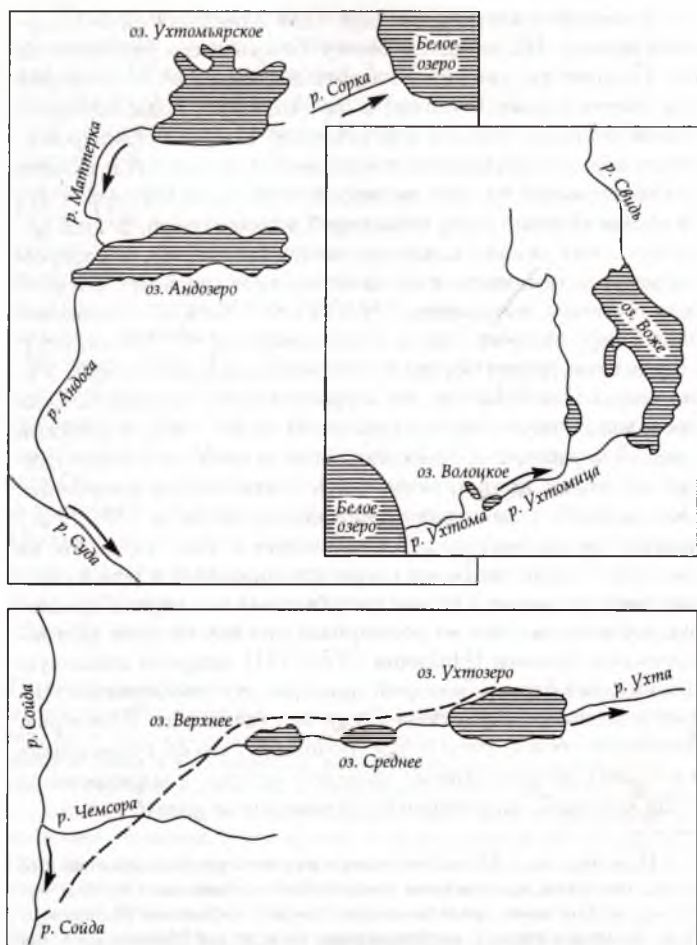 оз. Ухтомьярское
Белое
озеро
р. Сорка
р. Маттерка
оз. Андозеро
р. Андога
р. Суда
р. Свидь
оз. Воже
оз. Волоцкое
р. Ухтомица
р. Ухтома
Белое
озеро
р. Сойда
оз. Ухтозеро
р. Ухта
оз. Верхнее
оз. Среднее
р. Чемсора
р. Сойда